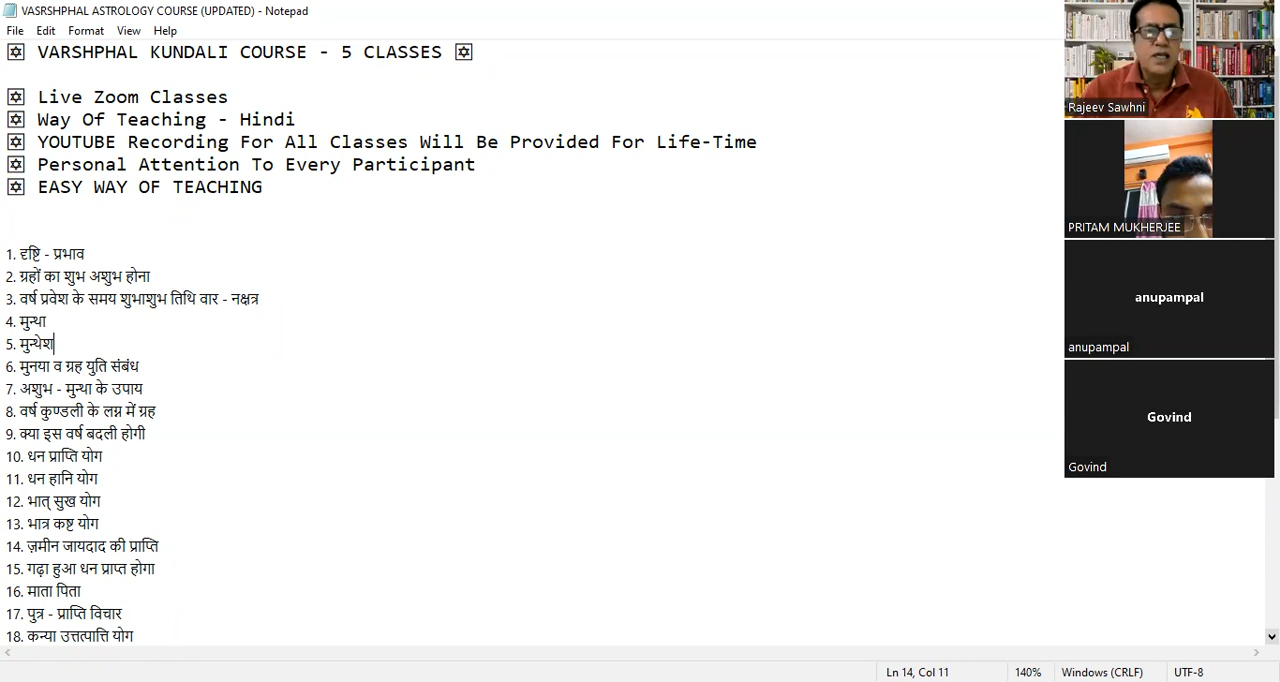 VASRSHPHAL ASTROLOGY COURSE (UPDATED) - Notepad
File Edit Format View Help
🔯 VARSHPHAL KUNDALI COURSE - 5 CLASSES 🔯
🔯 Live Zoom Classes
🔯 Way Of Teaching - Hindi
🔯 YOUTUBE Recording For All Classes Will Be Provided For Life-Time
🔯 Personal Attention To Every Participant
🔯 EASY WAY OF TEACHING
1. दृष्टि - प्रभाव
2. ग्रहों का शुभ अशुभ होना
3. वर्ष प्रवेश के समय शुभाशुभ तिथि वार - नक्षत्र
4. मुन्था
5. मुन्थेश
6. मुनया व ग्रह युति संबंध
7. अशुभ - मुन्था के उपाय
8. वर्ष कुण्डली के लग्न में ग्रह
9. क्या इस वर्ष बदली होगी
10. धन प्राप्ति योग
11. धन हानि योग
12. भात् सुख योग
13. भात्र कष्ट योग
14. ज़मीन जायदाद की प्राप्ति
15. गढ़ा हुआ धन प्राप्त होगा
16. माता पिता
17. पुत्र - प्राप्ति विचार
18. कन्या उत्तत्पात्ति योग
Ln 14, Col 11 140% Windows (CRLF) UTF-8
Rajeev Sawhni
PRITAM MUKHERJEE
anupampal
anupampal
Govind
Govind